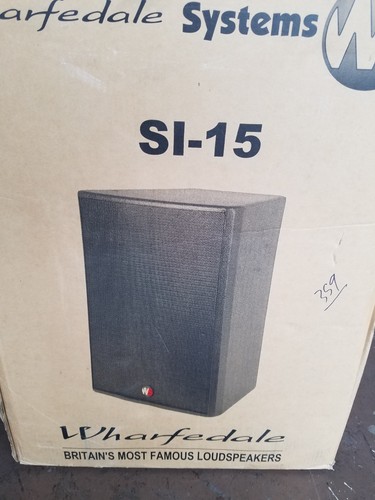 arfedale Systems W
SI-15
359
W
Wharfedale
BRITAIN'S MOST FAMOUS LOUDSPEAKERS